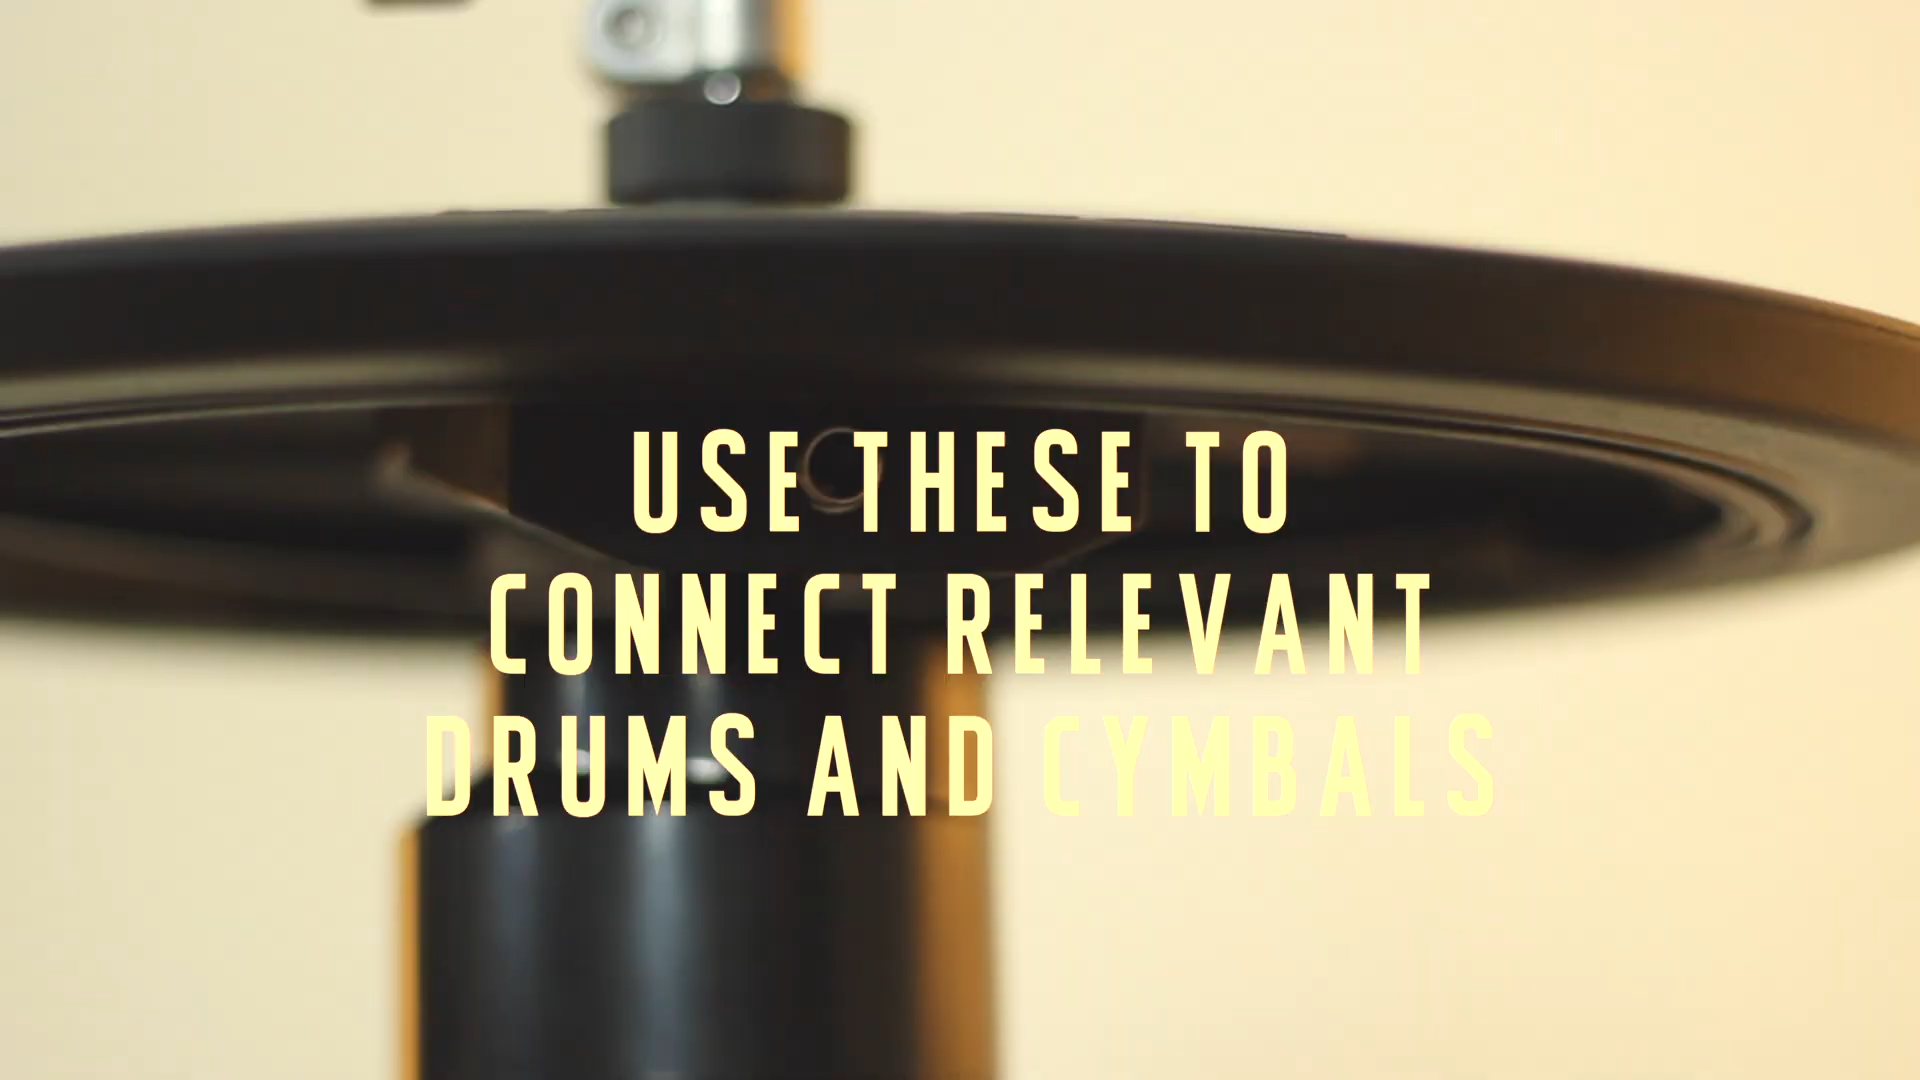 USE THESE TO
CONNECT RELEVANT
DRUMS AND CYMBALS